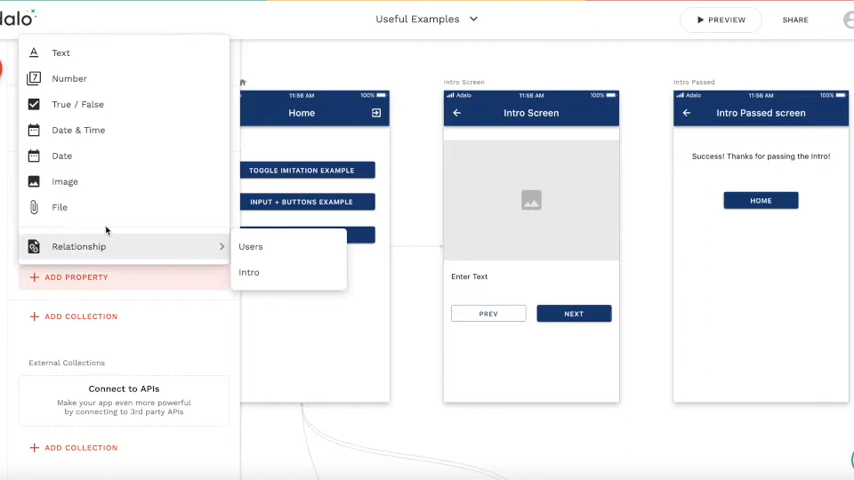 dalo
Useful Examples
PREVIEW
SHARE
Text
7
Number
True / False
Date & Time
Date
Image
File
Relationship
Users
Intro
ADD PROPERTY
ADD COLLECTION
External Collections
Connect to APIs
Make your app even more powerful
by connecting to 3rd party APIs
ADD COLLECTION
11:56 AM 100%
Home
TOGGLE IMITATION EXAMPLE
INPUT + BUTTONS EXAMPLE
Intro Screen
Adalo 11:56 AM 100%
Intro Screen
Enter Text
PREV
NEXT
Intro Passed
Adalo 11:56 AM 100%
Intro Passed screen
Success! Thanks for passing the Intro!
HOME